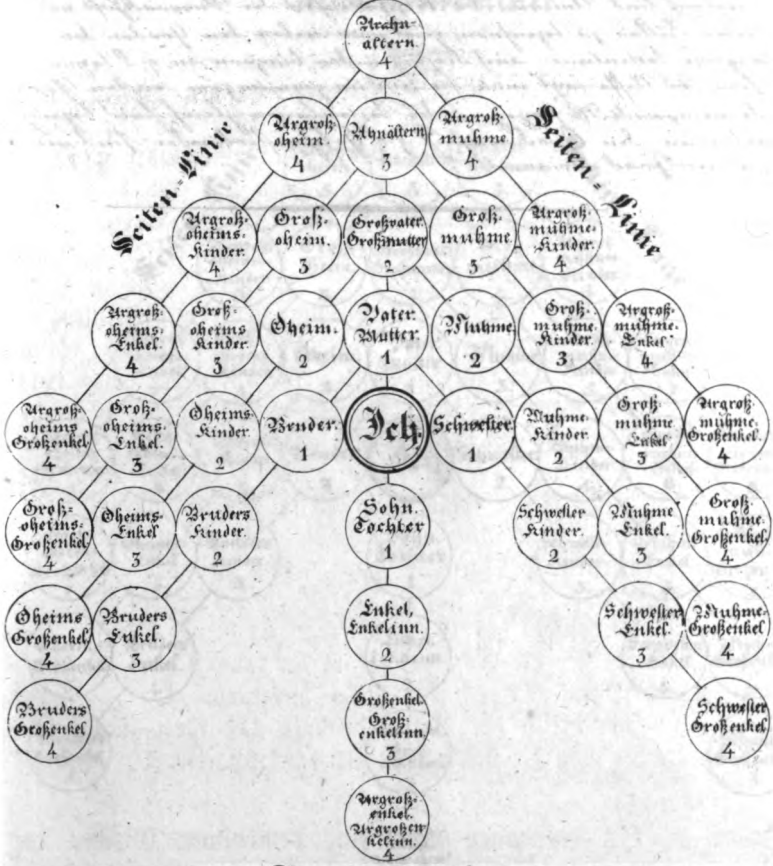 Urahn-
ältern.
4
Seiten-Linie
Seiten-Linie
Urgroß-
oheim.
4
Ahnältern
3
Urgroß-
muhme.
4
Urgroß-
oheims-
Kinder.
4
Groß-
oheim.
3
Großvater.
Großmutter
2
Groß-
muhme.
3
Urgroß-
muhme-
Kinder.
4
Urgroß-
oheims-
Enkel.
4
Groß-
oheims
Kinder.
3
Oheim.
2
Vater.
Mutter.
1
Muhme.
2
Groß-
muhme-
Kinder.
3
Urgroß-
muhme-
Enkel
4
Urgroß-
oheims
Großenkel.
4
Groß-
oheims-
Enkel.
3
Oheims-
Kinder.
2
Bruder.
1
Ich.
Schwester.
1
Muhme-
Kinder.
2
Groß-
muhme
Enkel.
3
Urgroß-
muhme-
Großenkel.
4
Groß-
oheims-
Großenkel.
4
Oheims-
Enkel
3
Bruders
Kinder.
2
Sohn.
Tochter
1
Schwester
Kinder.
2
Muhme
Enkel.
3
Groß-
muhme-
Großenkel.
4
Oheims
Großenkel.
4
Bruders
Enkel.
3
Enkel,
Enkelinn.
2
Schwester
Enkel.
3
Muhme-
Großenkel
4
Bruders
Großenkel
4
Großenkel.
Groß-
enkelinn.
3
Schwester
Großenkel.
4
Urgroß-
enkel.
Urgroßen
kelinn.
4